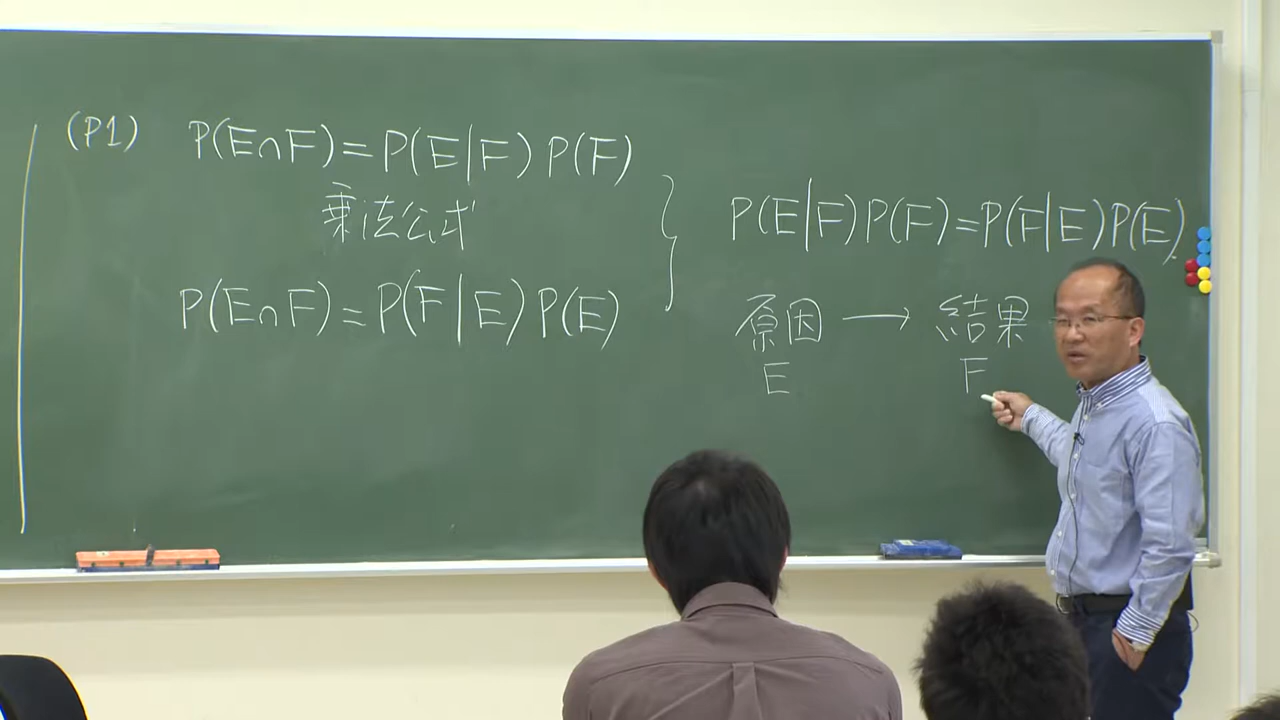 (P1) P(E∩F)=P(E|F)P(F)
乗法公式
P(E∩F)=P(F|E)P(E)
P(E|F)P(F)=P(F|E)P(E)
原因 → 結果
E F